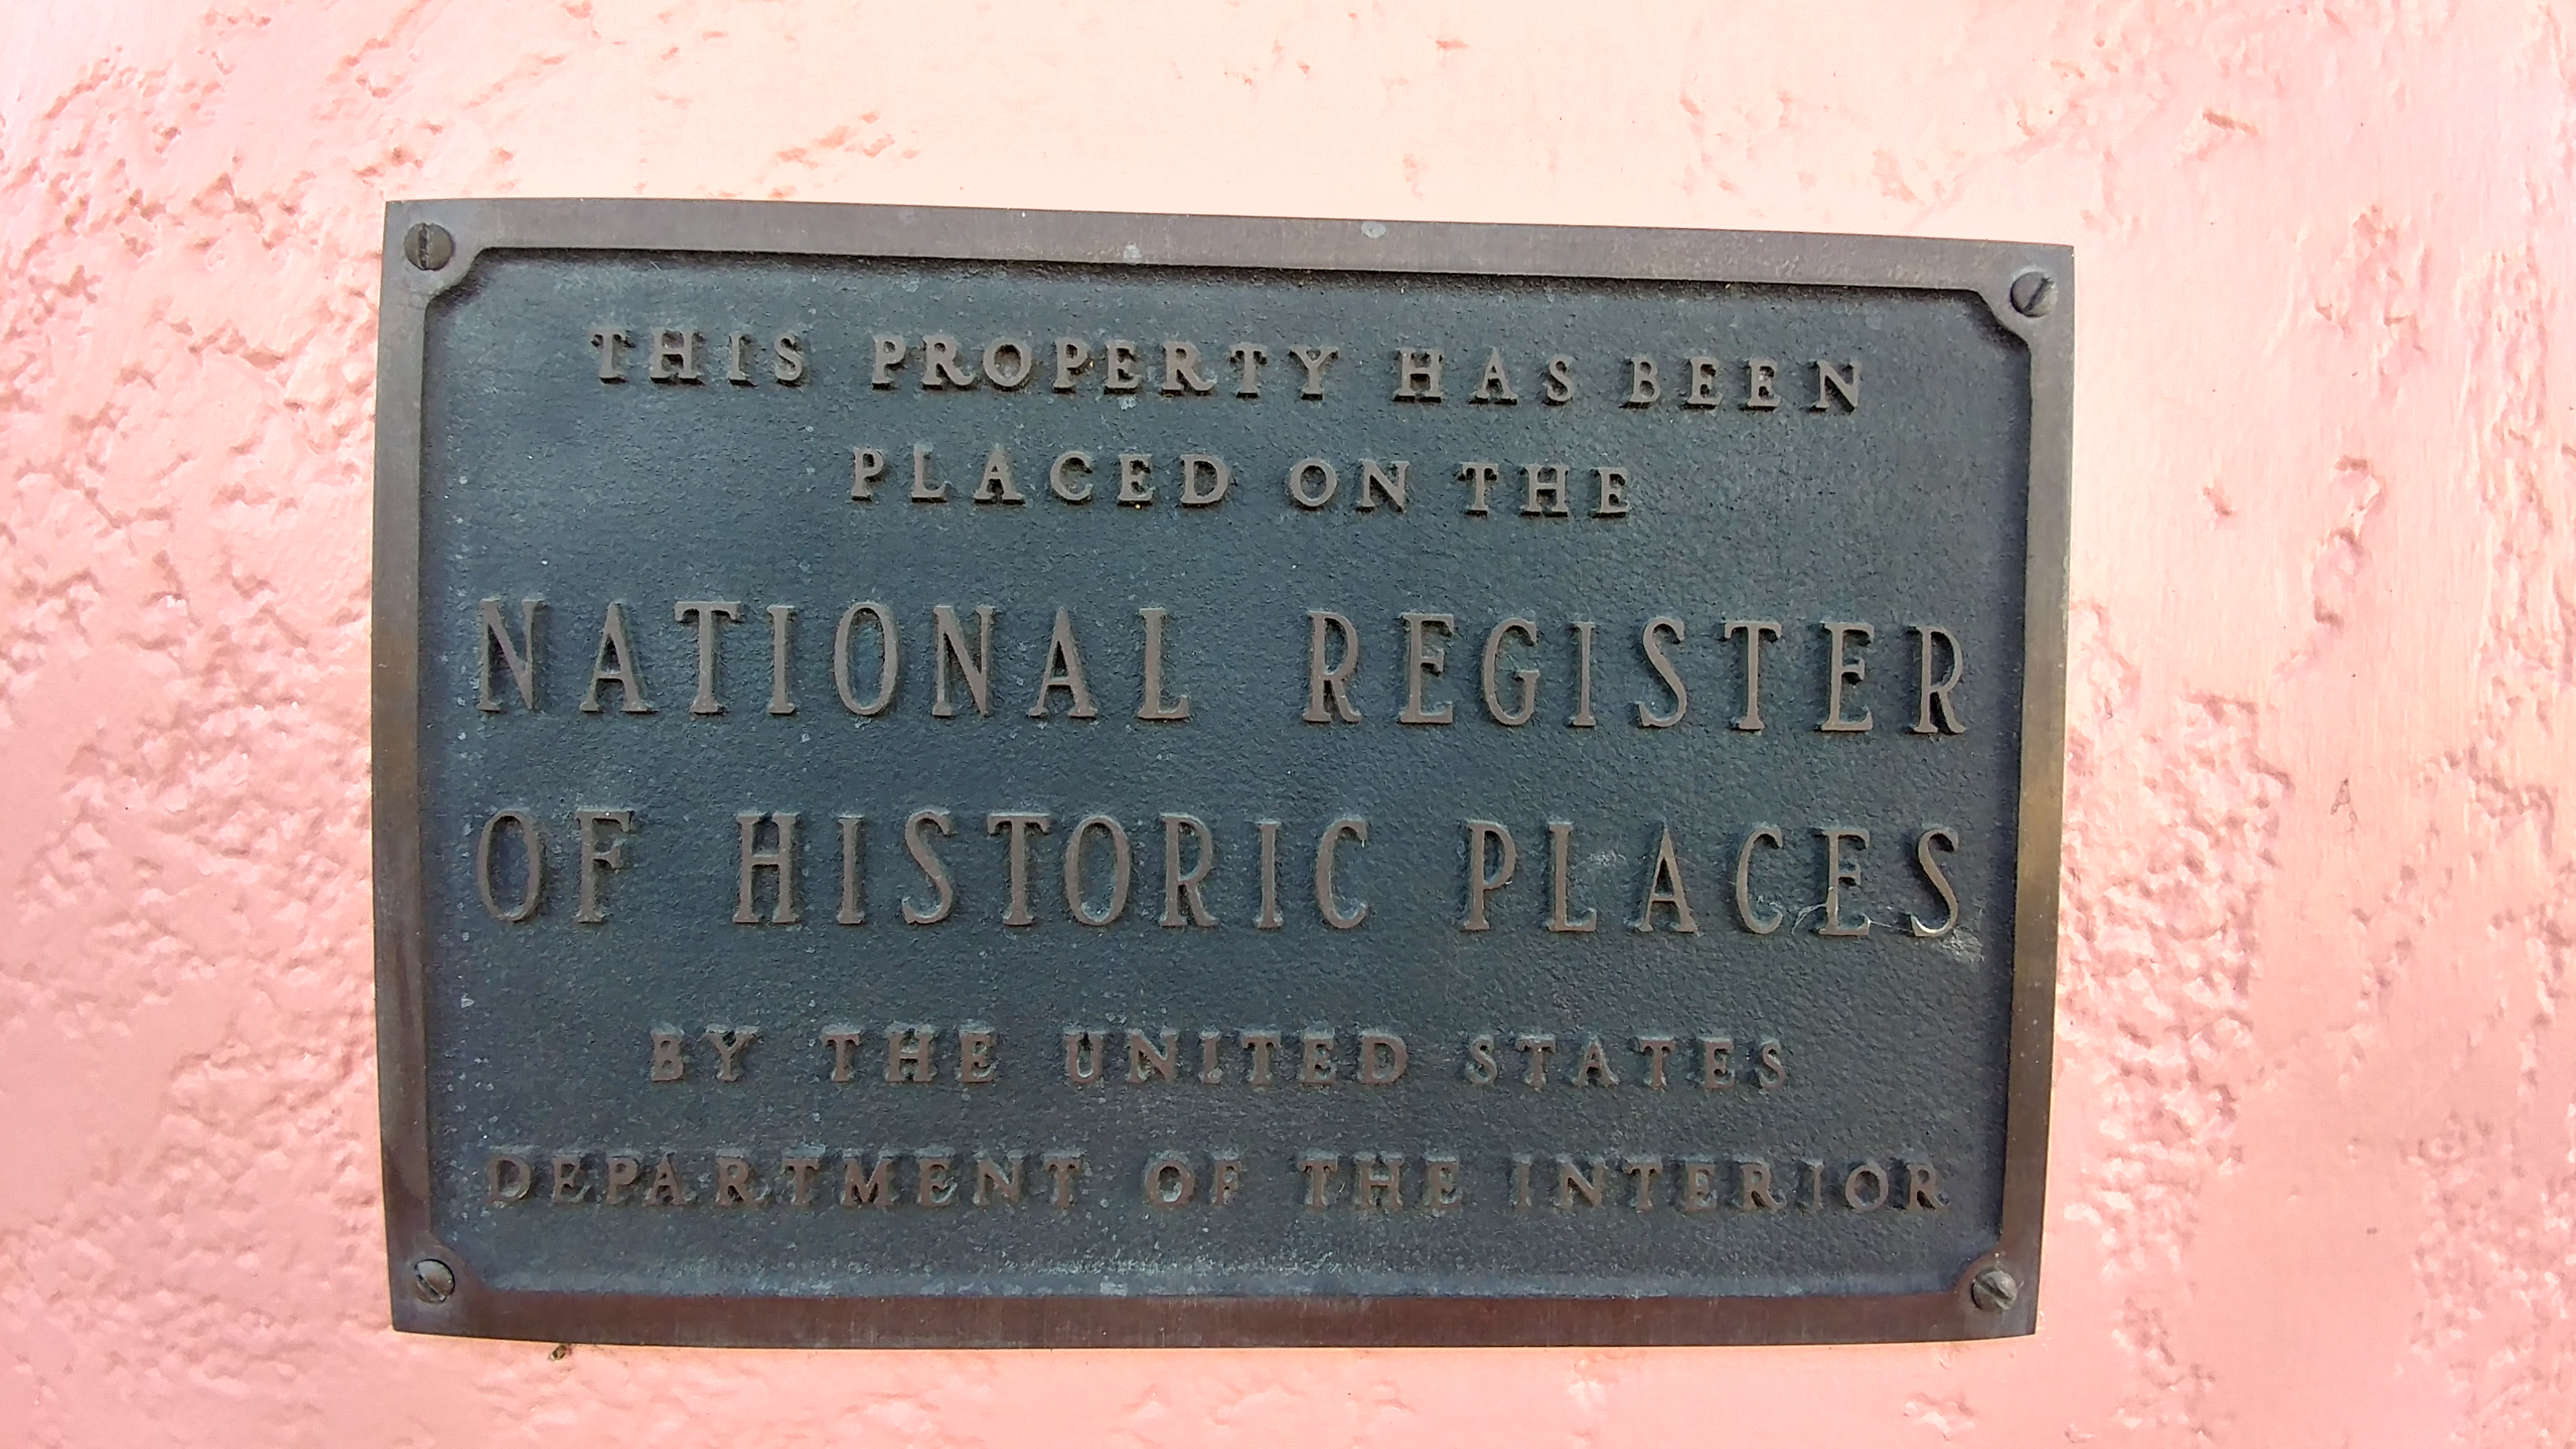 THIS PROPERTY HAS BEEN
PLACED ON THE
NATIONAL REGISTER
OF HISTORIC PLACES
BY THE UNITED STATES
DEPARTMENT OF THE INTERIOR